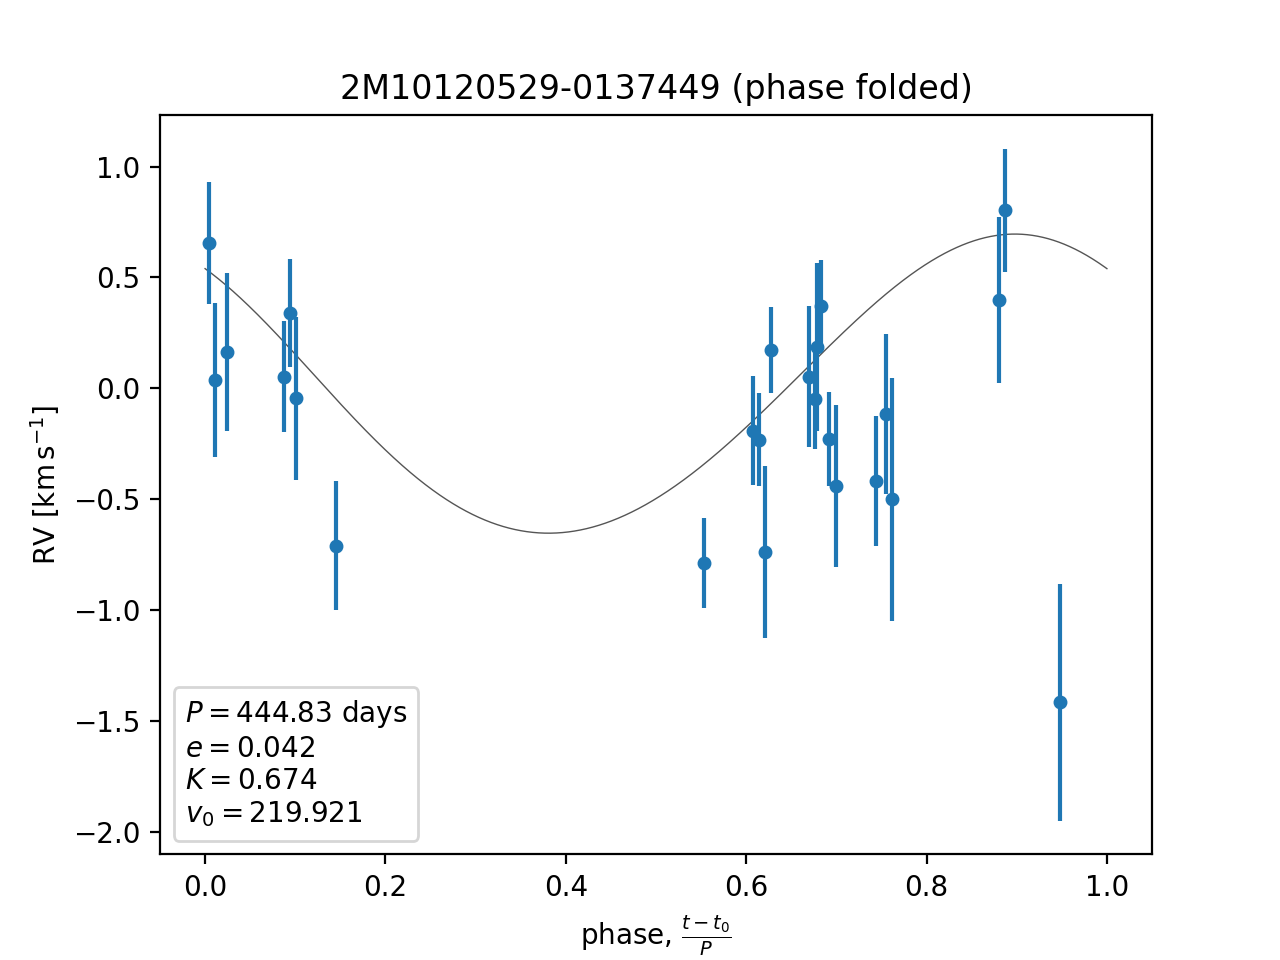 2M10120529-0137449 (phase folded)
1.0
0.5
0.0
−0.5
−1.0
−1.5
−2.0
RV [km s⁻¹]
P = 444.83 days
e = 0.042
K = 0.674
v₀ = 219.921
0.0 0.2 0.4 0.6 0.8 1.0
phase, (t − t₀)/P